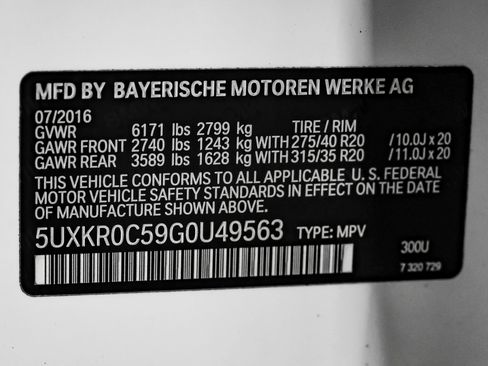 MFD BY BAYERISCHE MOTOREN WERKE AG
07/2016
GVWR 6171 lbs 2799 kg TIRE / RIM
GAWR FRONT 2740 lbs 1243 kg WITH 275/40 R20 /10.0J x 20
GAWR REAR 3589 lbs 1628 kg WITH 315/35 R20 /11.0J x 20
THIS VEHICLE CONFORMS TO ALL APPLICABLE U. S. FEDERAL
MOTOR VEHICLE SAFETY STANDARDS IN EFFECT ON THE DATE
OF MANUFACTURE SHOWN ABOVE.
5UXKR0C59G0U49563 TYPE: MPV
300U
7 320 729